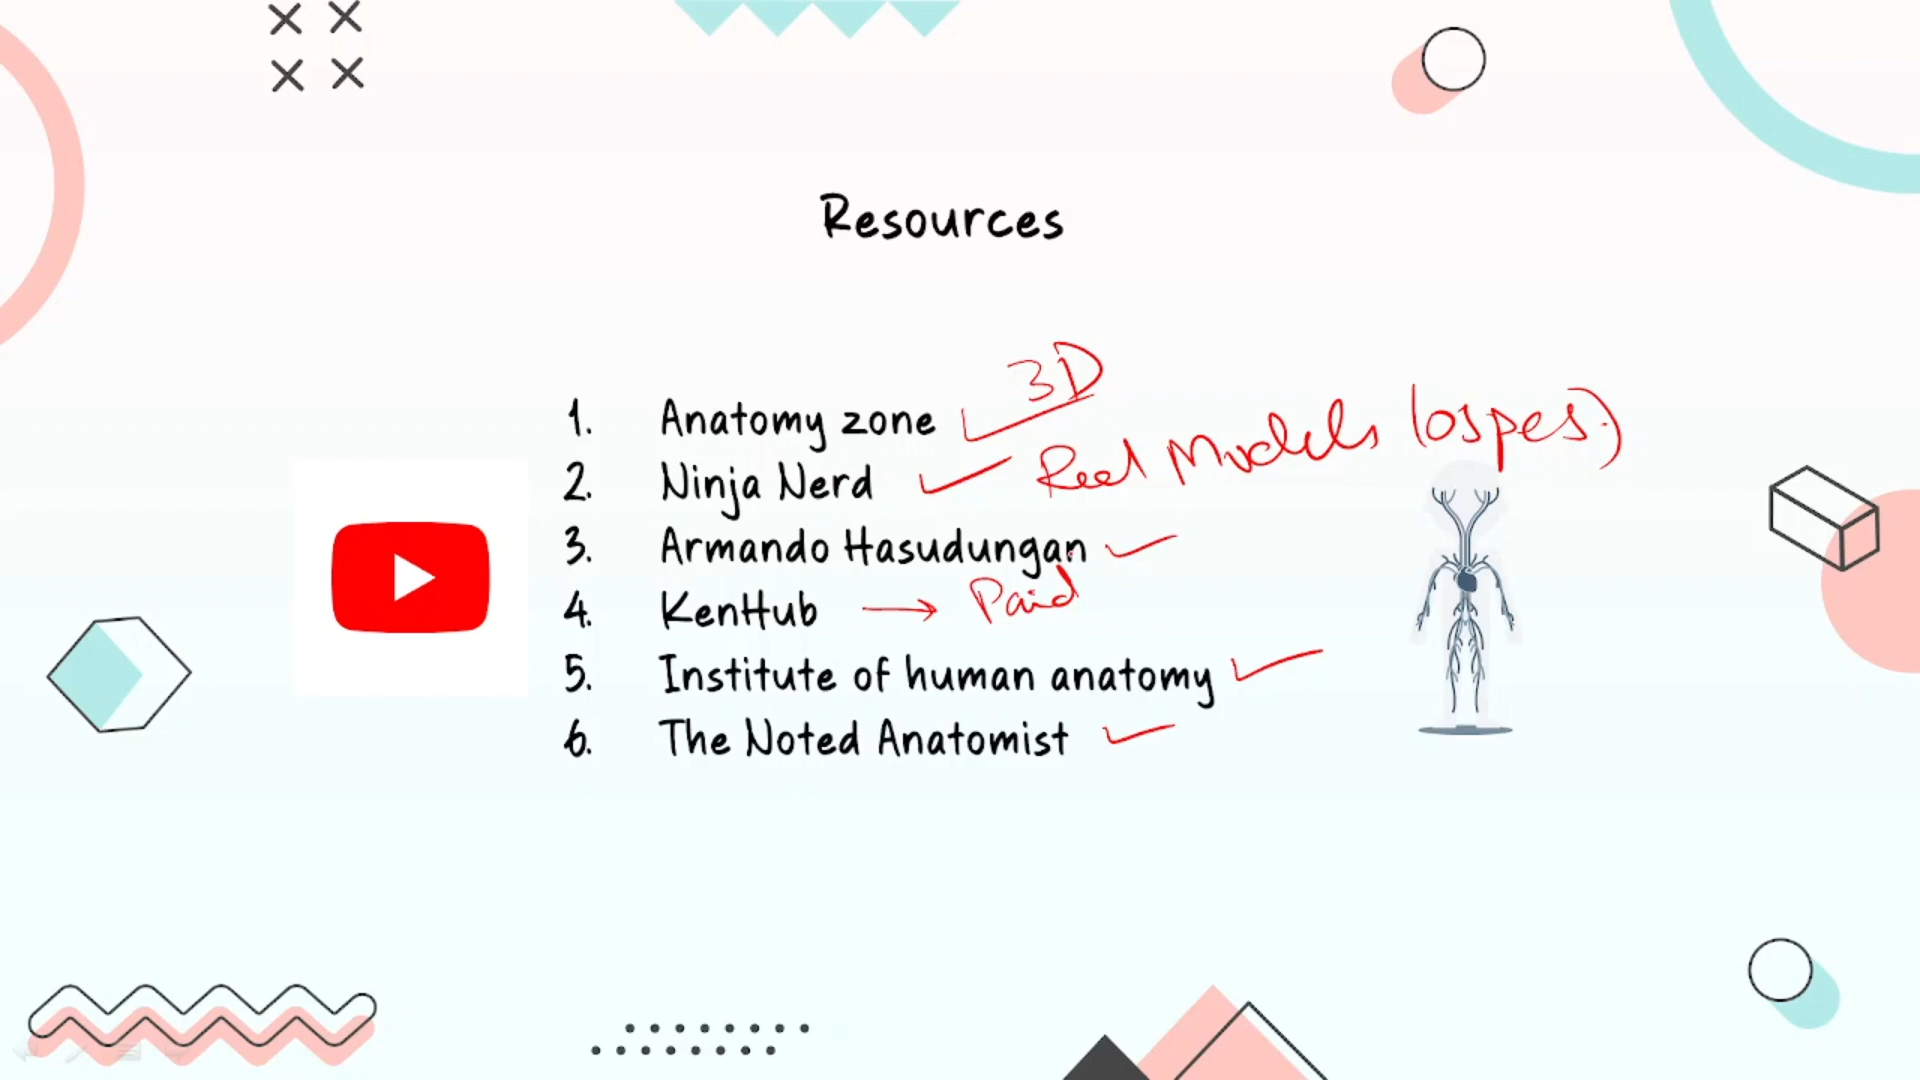 Resources
3D
1. Anatomy zone
Real Models (ospes.)
2. Ninja Nerd
3. Armando Hasudungan
4. KenHub → Paid
5. Institute of human anatomy
6. The Noted Anatomist